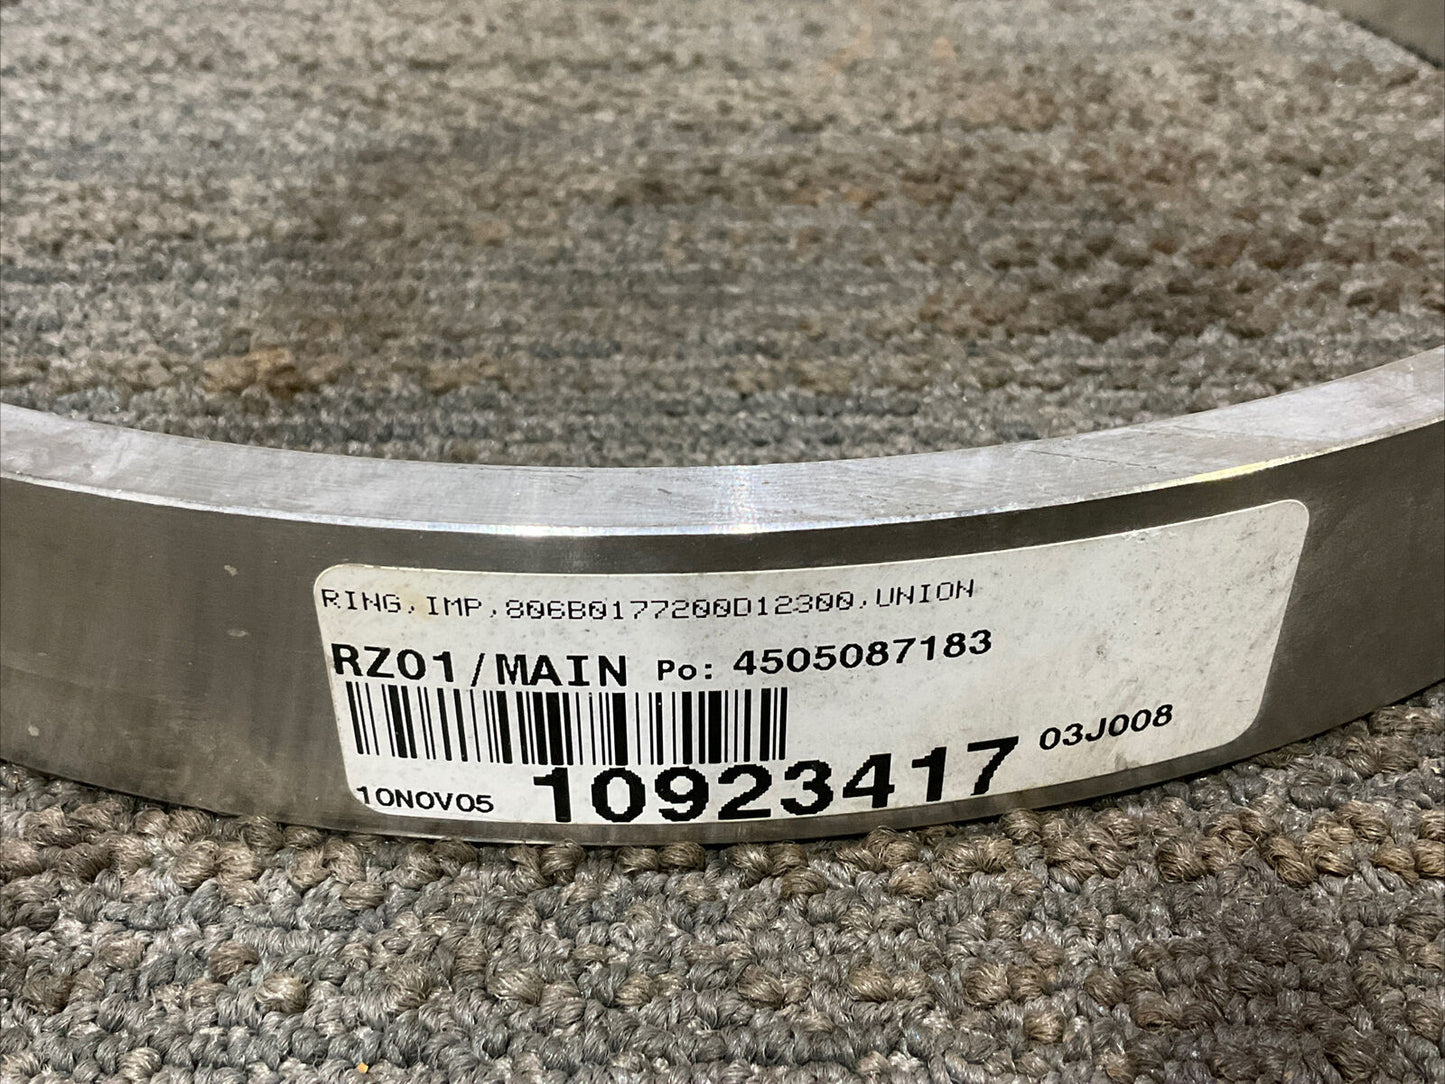 RING,IMP,806B0177200D12300,UNION
RZ01/MAIN Po: 4505087183
03J008
10NOV05 10923417